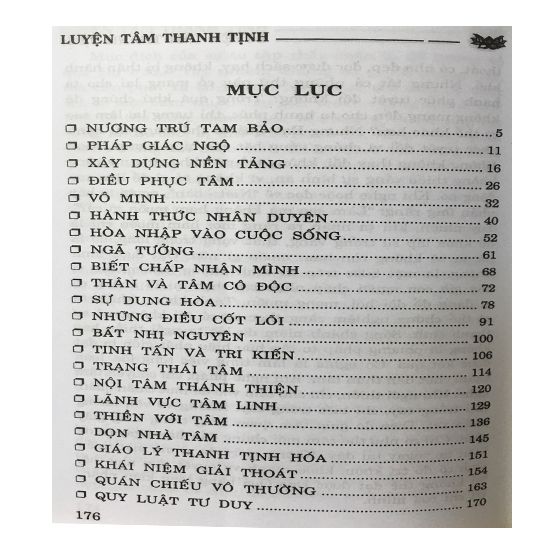 LUYỆN TÂM THANH TỊNH
MỤC LỤC
❒ NƯƠNG TRÚ TAM BẢO 5
❒ PHÁP GIÁC NGỘ 11
❒ XÂY DỰNG NỀN TẢNG 16
❒ ĐIỀU PHỤC TÂM 26
❒ VÔ MINH 32
❒ HÀNH THỨC NHÂN DUYÊN 40
❒ HÒA NHẬP VÀO CUỘC SỐNG 52
❒ NGÃ TƯỞNG 61
❒ BIẾT CHẤP NHẬN MÌNH 68
❒ THÂN VÀ TÂM CÔ ĐỘC 72
❒ SỰ DUNG HÒA 78
❒ NHỮNG ĐIỀU CỐT LÕI 91
❒ BẤT NHỊ NGUYÊN 100
❒ TINH TẤN VÀ TRI KIẾN 106
❒ TRẠNG THÁI TÂM 114
❒ NỘI TÂM THÁNH THIỆN 120
❒ LÃNH VỰC TÂM LINH 129
❒ THIỀN VỚI TÂM 136
❒ DỌN NHÀ TÂM 145
❒ GIÁO LÝ THANH TỊNH HÓA 151
❒ KHÁI NIỆM GIẢI THOÁT 154
❒ QUÁN CHIẾU VÔ THƯỜNG 163
❒ QUY LUẬT TƯ DUY 170
176